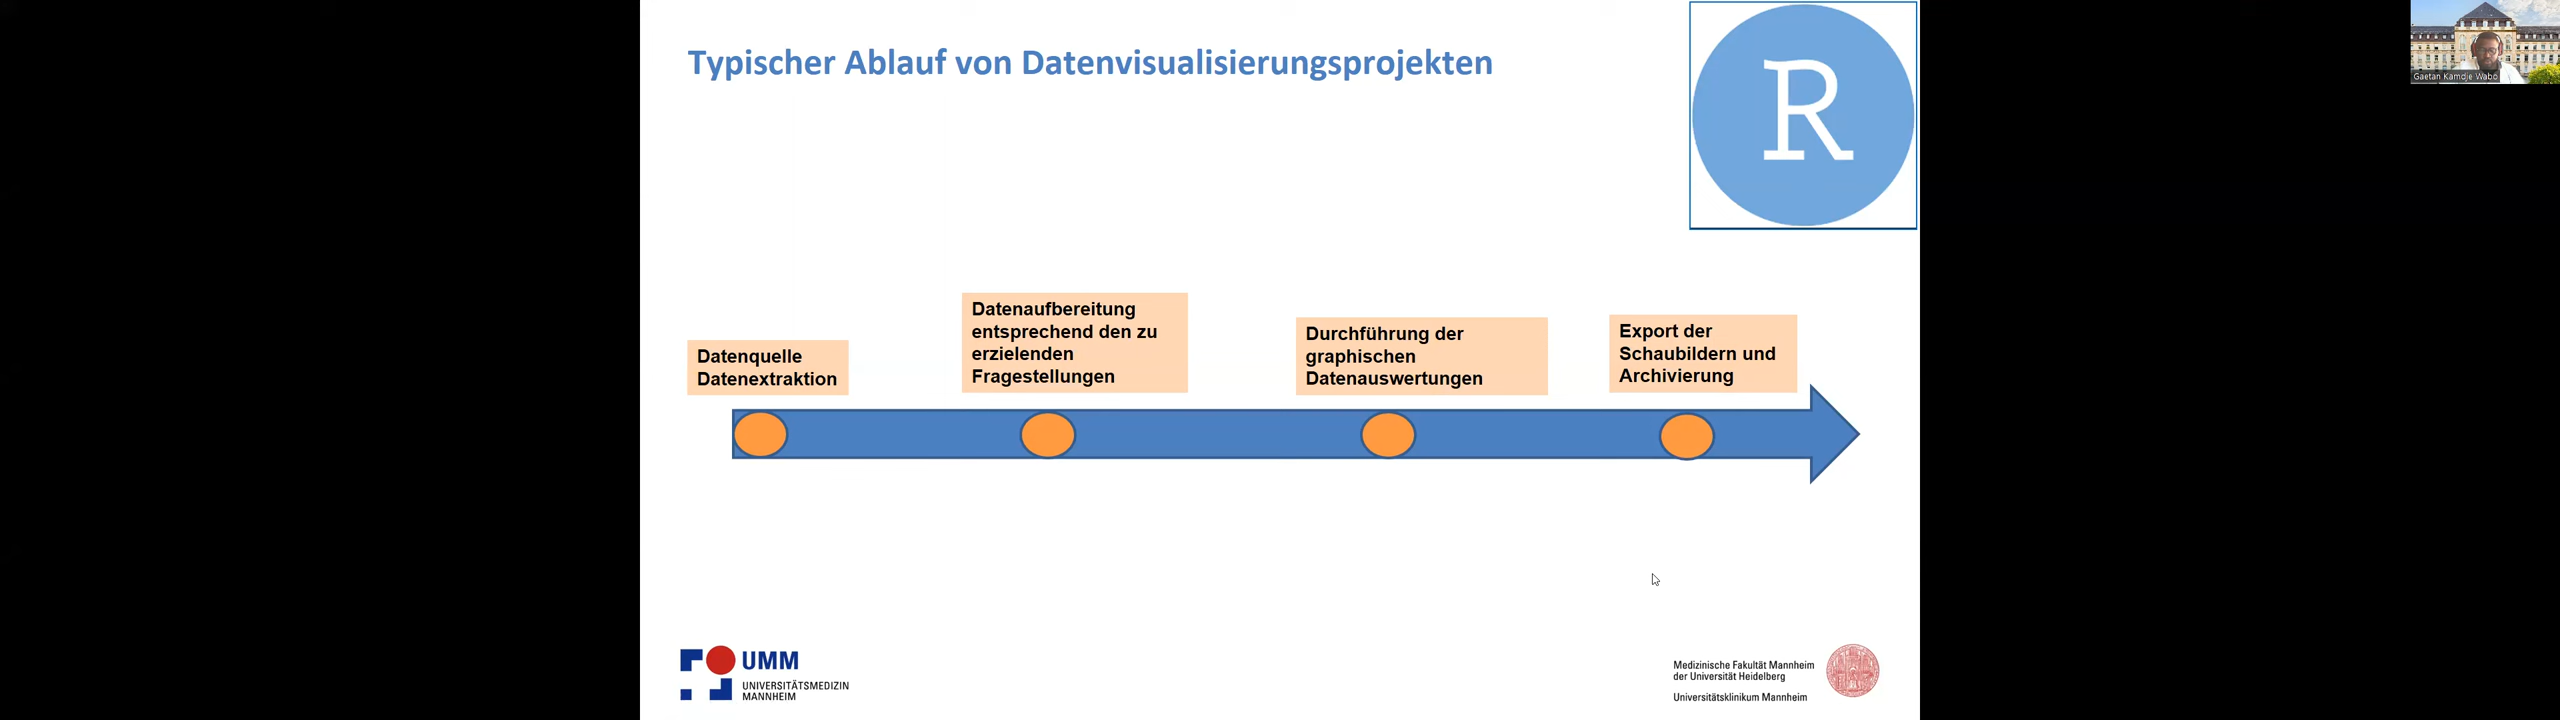 Typischer Ablauf von Datenvisualisierungsprojekten
R
Gaetan Kamdje Wabo
Datenquelle
Datenextraktion
Datenaufbereitung
entsprechend den zu
erzielenden
Fragestellungen
Durchführung der
graphischen
Datenauswertungen
Export der
Schaubildern und
Archivierung
UMM
UNIVERSITÄTSMEDIZIN
MANNHEIM
Medizinische Fakultät Mannheim
der Universität Heidelberg
Universitätsklinikum Mannheim